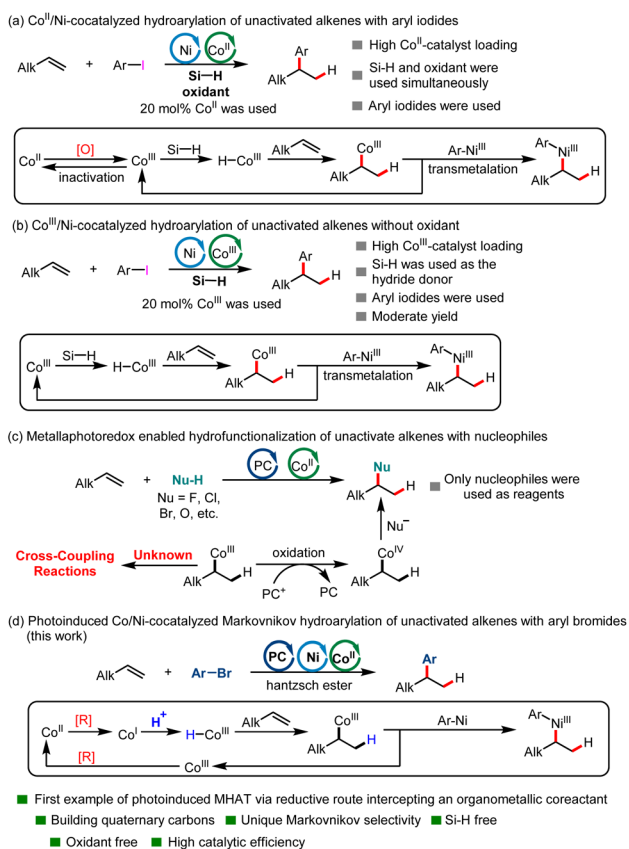 (a) Co^II/Ni-cocatalyzed hydroarylation of unactivated alkenes with aryl iodides
Alk + Ar-I Ni Co^II Ar H Alk
Si-H
oxidant
20 mol% Co^II was used
High Co^II-catalyst loading
Si-H and oxidant were
used simultaneously
Aryl iodides were used
Co^II [O] inactivation Co^III Si-H H-Co^III Alk Co^III Alk H Ar-Ni^III transmetalation Ar Ni^III Alk H
(b) Co^III/Ni-cocatalyzed hydroarylation of unactivated alkenes without oxidant
Alk + Ar-I Ni Co^III Ar H Alk
Si-H
20 mol% Co^III was used
High Co^III-catalyst loading
Si-H was used as the
hydride donor
Aryl iodides were used
Moderate yield
Co^III Si-H H-Co^III Alk Co^III Alk H Ar-Ni^III transmetalation Ar Ni^III Alk H
(c) Metallaphotoredox enabled hydrofunctionalization of unactivate alkenes with nucleophiles
Alk + Nu-H PC Co^II Nu H Alk
Nu = F, Cl,
Br, O, etc.
Only nucleophiles were
used as reagents
Nu^−
Cross-Coupling
Reactions
Unknown Co^III Alk H oxidation PC^+ PC Co^IV Alk H
(d) Photoinduced Co/Ni-cocatalyzed Markovnikov hydroarylation of unactivated alkenes with aryl bromides
(this work)
Alk + Ar-Br PC Ni Co^II Ar H Alk
hantzsch ester
Co^II [R] Co^I H^+ H-Co^III Alk Co^III Alk H Ar-Ni Ar Ni^III Alk H
[R] Co^III
First example of photoinduced MHAT via reductive route intercepting an organometallic coreactant
Building quaternary carbons Unique Markovnikov selectivity Si-H free
Oxidant free High catalytic efficiency